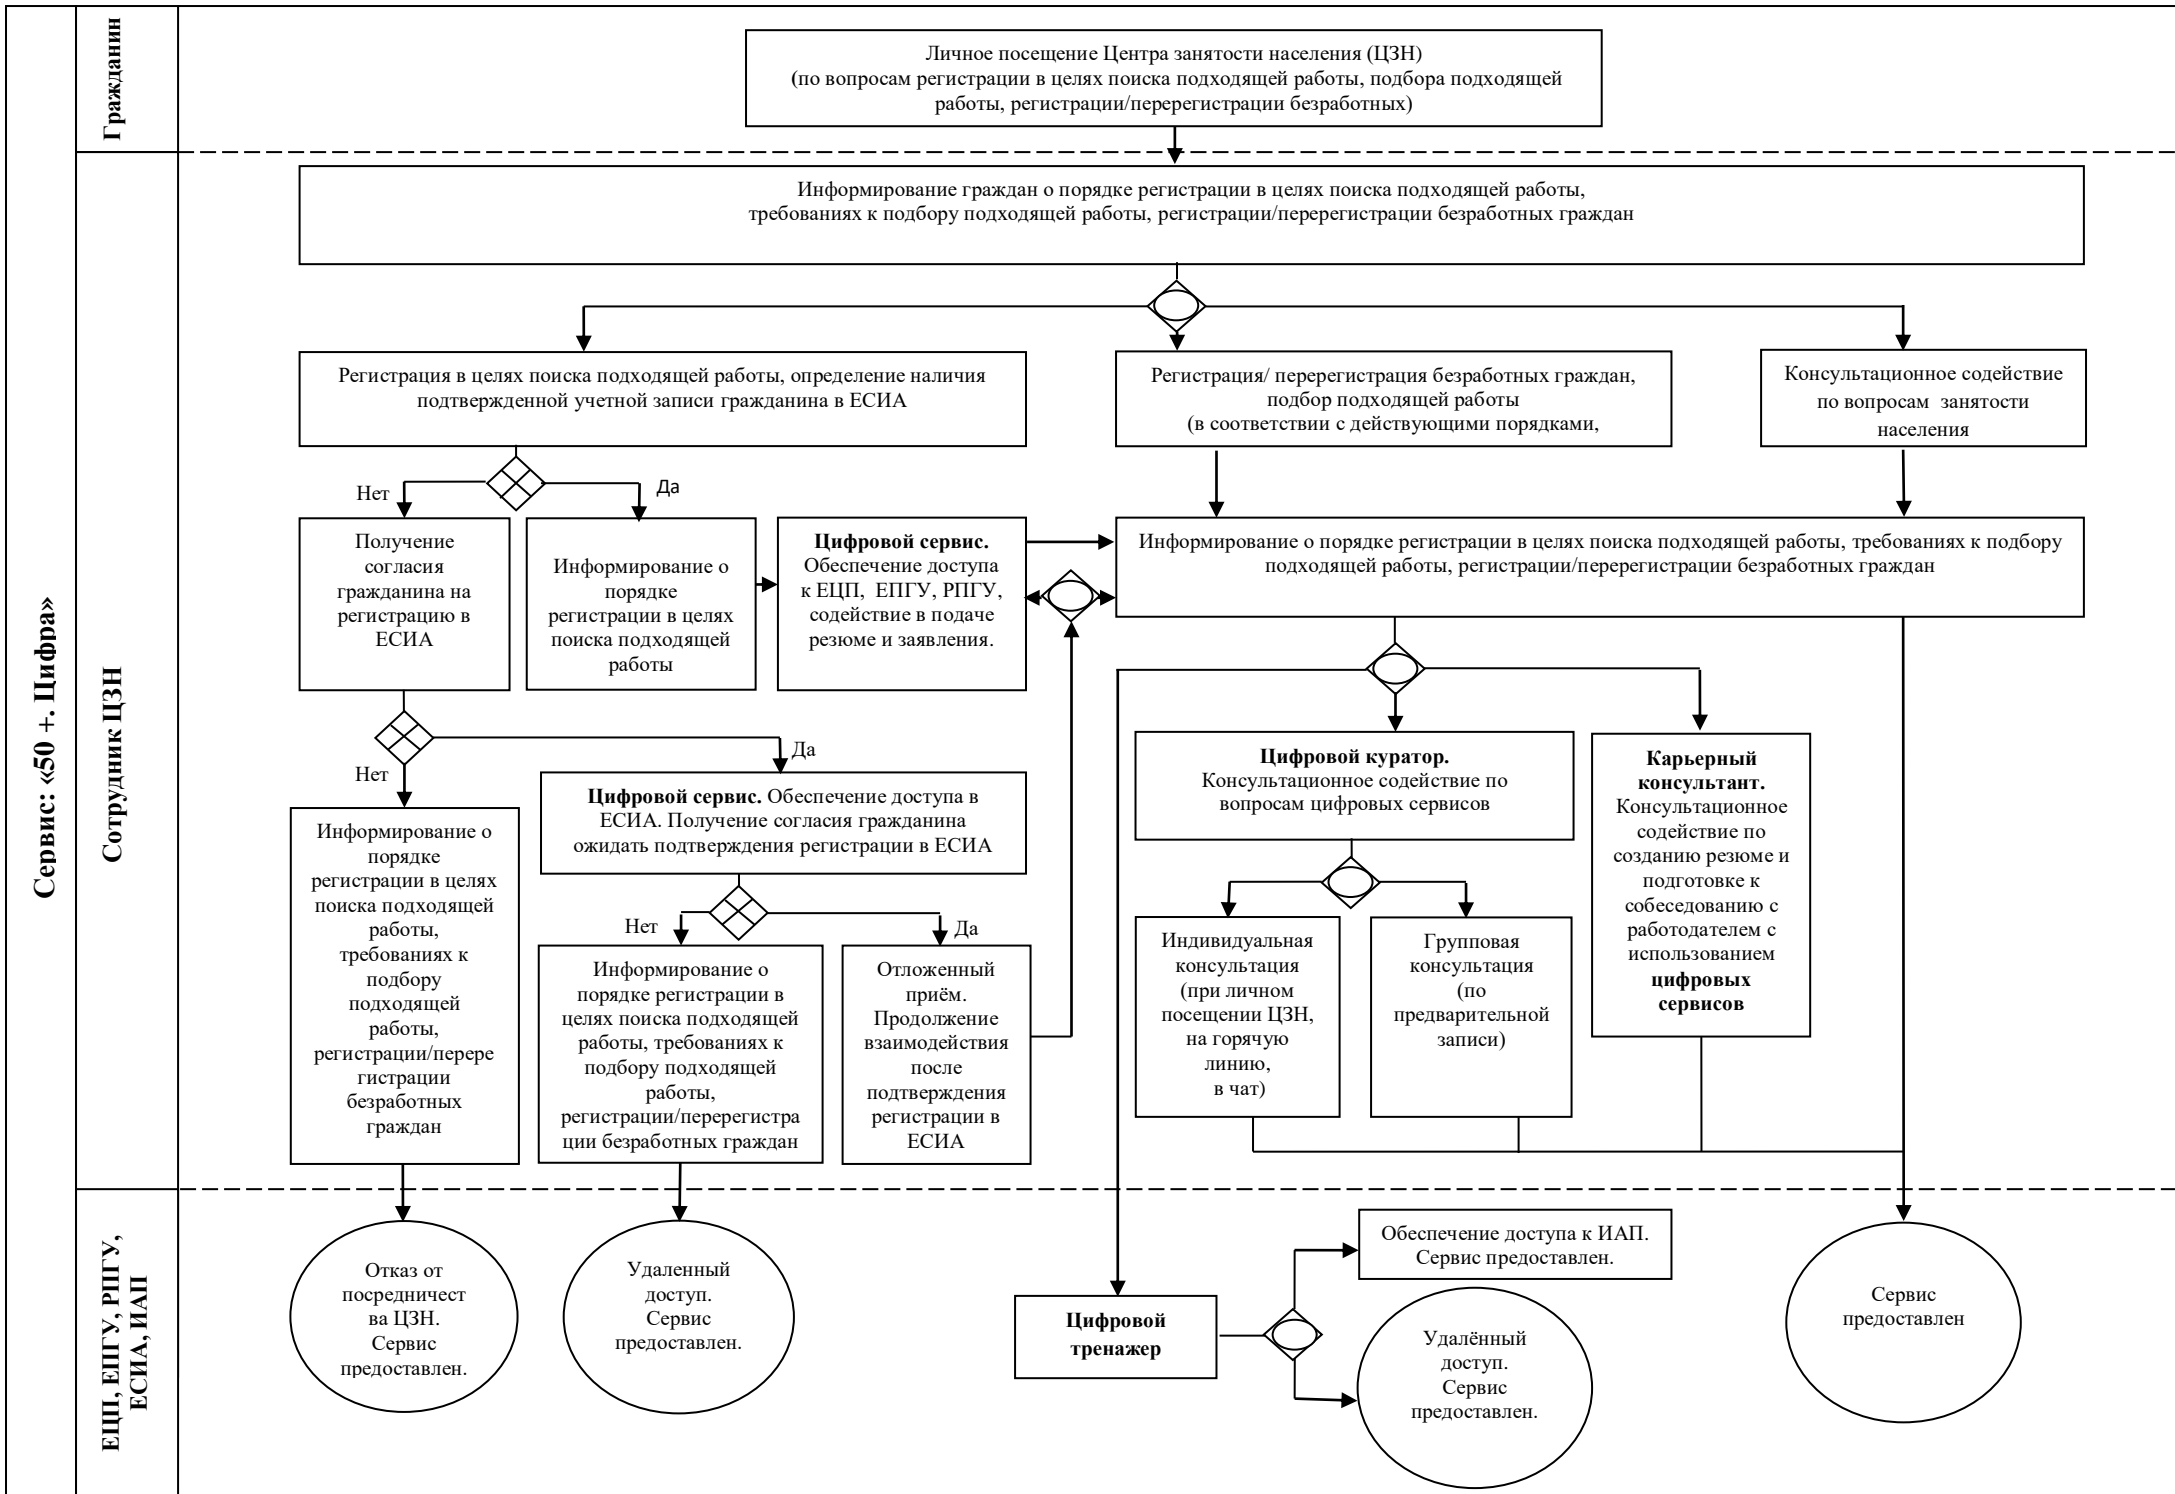 Сервис: «50 +. Цифра»
Гражданин
Личное посещение Центра занятости населения (ЦЗН)
(по вопросам регистрации в целях поиска подходящей работы, подбора подходящей
работы, регистрации/перерегистрации безработных)
Сотрудник ЦЗН
Информирование граждан о порядке регистрации в целях поиска подходящей работы,
требованиях к подбору подходящей работы, регистрации/перерегистрации безработных граждан
Регистрация в целях поиска подходящей работы, определение наличия
подтвержденной учетной записи гражданина в ЕСИА
Регистрация/ перерегистрация безработных граждан,
подбор подходящей работы
(в соответствии с действующими порядками,
Консультационное содействие
по вопросам занятости
населения
Нет
Да
Получение
согласия
гражданина на
регистрацию в
ЕСИА
Информирование о
порядке
регистрации в целях
поиска подходящей
работы
Цифровой сервис.
Обеспечение доступа
к ЕЦП, ЕПГУ, РПГУ,
содействие в подаче
резюме и заявления.
Информирование о порядке регистрации в целях поиска подходящей работы, требованиях к подбору
подходящей работы, регистрации/перерегистрации безработных граждан
Нет
Да
Информирование о
порядке
регистрации в целях
поиска подходящей
работы,
требованиях к
подбору
подходящей
работы,
регистрации/перере
гистрации
безработных
граждан
Цифровой сервис. Обеспечение доступа в
ЕСИА. Получение согласия гражданина
ожидать подтверждения регистрации в ЕСИА
Нет
Да
Информирование о
порядке регистрации в
целях поиска подходящей
работы, требованиях к
подбору подходящей
работы,
регистрации/перерегистра
ции безработных граждан
Отложенный
приём.
Продолжение
взаимодействия
после
подтверждения
регистрации в
ЕСИА
Цифровой куратор.
Консультационное содействие по
вопросам цифровых сервисов
Индивидуальная
консультация
(при личном
посещении ЦЗН,
на горячую
линию,
в чат)
Групповая
консультация
(по
предварительной
записи)
Карьерный
консультант.
Консультационное
содействие по
созданию резюме и
подготовке к
собеседованию с
работодателем с
использованием
цифровых
сервисов
ЕЦП, ЕПГУ, РПГУ,
ЕСИА, ИАП
Отказ от
посредничест
ва ЦЗН.
Сервис
предоставлен.
Удаленный
доступ.
Сервис
предоставлен.
Цифровой
тренажер
Обеспечение доступа к ИАП.
Сервис предоставлен.
Удалённый
доступ.
Сервис
предоставлен.
Сервис
предоставлен